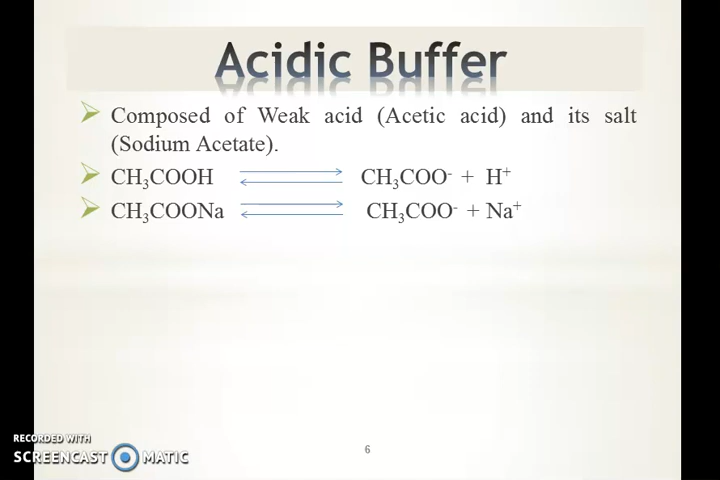 Acidic Buffer
Composed of Weak acid (Acetic acid) and its salt
(Sodium Acetate).
CH₃COOH ⇌ CH₃COO⁻ + H⁺
CH₃COONa ⇌ CH₃COO⁻ + Na⁺
6
RECORDED WITH
SCREENCAST MATIC